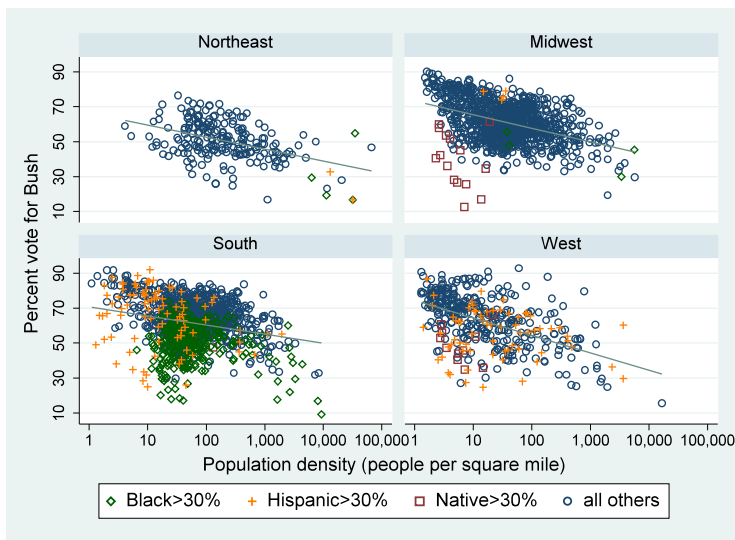 Northeast
Midwest
90
70
50
30
10
South
West
90
70
50
30
10
Percent vote for Bush
1 10 100 1,000 10,000 100,000
1 10 100 1,000 10,000 100,000
Population density (people per square mile)
Black>30% Hispanic>30% Native>30% all others